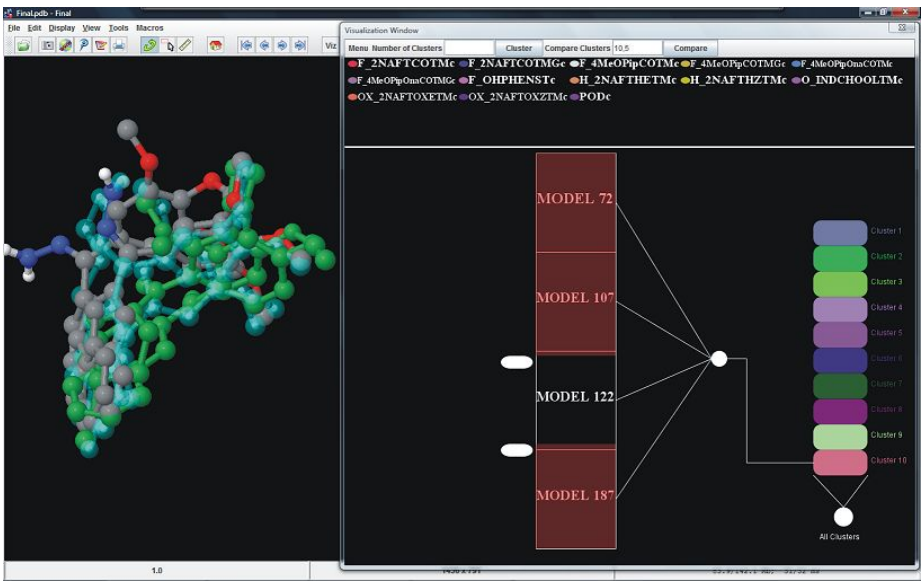 Final.pdb - Final
File Edit Display View Tools Macros
Viz
Visualization Window
Menu Number of Clusters Cluster Compare Clusters 10,5 Compare
F_2NAFTCOTMc F_2NAFTCOTMGc F_4MeOPipCOTMc F_4MeOPipCOTMGc F_4MeOPipOnaCOTMc
F_4MeOPipOnaCOTMGc F_OHPHENSTc H_2NAFTHETMc H_2NAFTHZTMc O_INDCHOOLTMc
OX_2NAFTOXETMc OX_2NAFTOXZTMc PODc
MODEL 72
MODEL 107
MODEL 122
MODEL 187
Cluster 1
Cluster 2
Cluster 3
Cluster 4
Cluster 5
Cluster 6
Cluster 7
Cluster 8
Cluster 9
Cluster 10
All Clusters
1.0